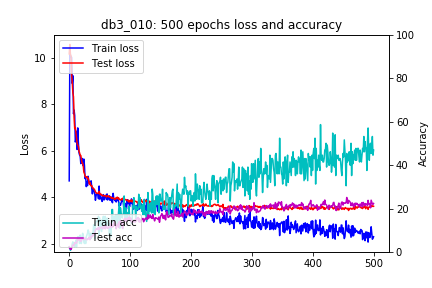 db3_010: 500 epochs loss and accuracy
Train loss
Test loss
Train acc
Test acc
Loss
10
8
6
4
2
Accuracy
100
80
60
40
20
0
0
100
200
300
400
500